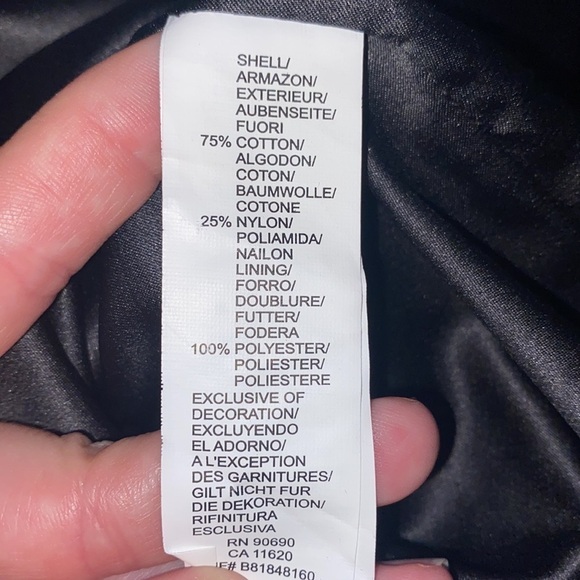 SHELL/
ARMAZON/
EXTERIEUR/
AUBENSEITE/
FUORI
75% COTTON/
ALGODON/
COTON/
BAUMWOLLE/
COTONE
25% NYLON/
POLIAMIDA/
NAILON
LINING/
FORRO/
DOUBLURE/
FUTTER/
FODERA
100% POLYESTER/
POLIESTER/
POLIESTERE
EXCLUSIVE OF
DECORATION/
EXCLUYENDO
EL ADORNO/
A L'EXCEPTION
DES GARNITURES/
GILT NICHT FUR
DIE DEKORATION/
RIFINITURA
ESCLUSIVA
RN 90690
CA 11620
B81848160